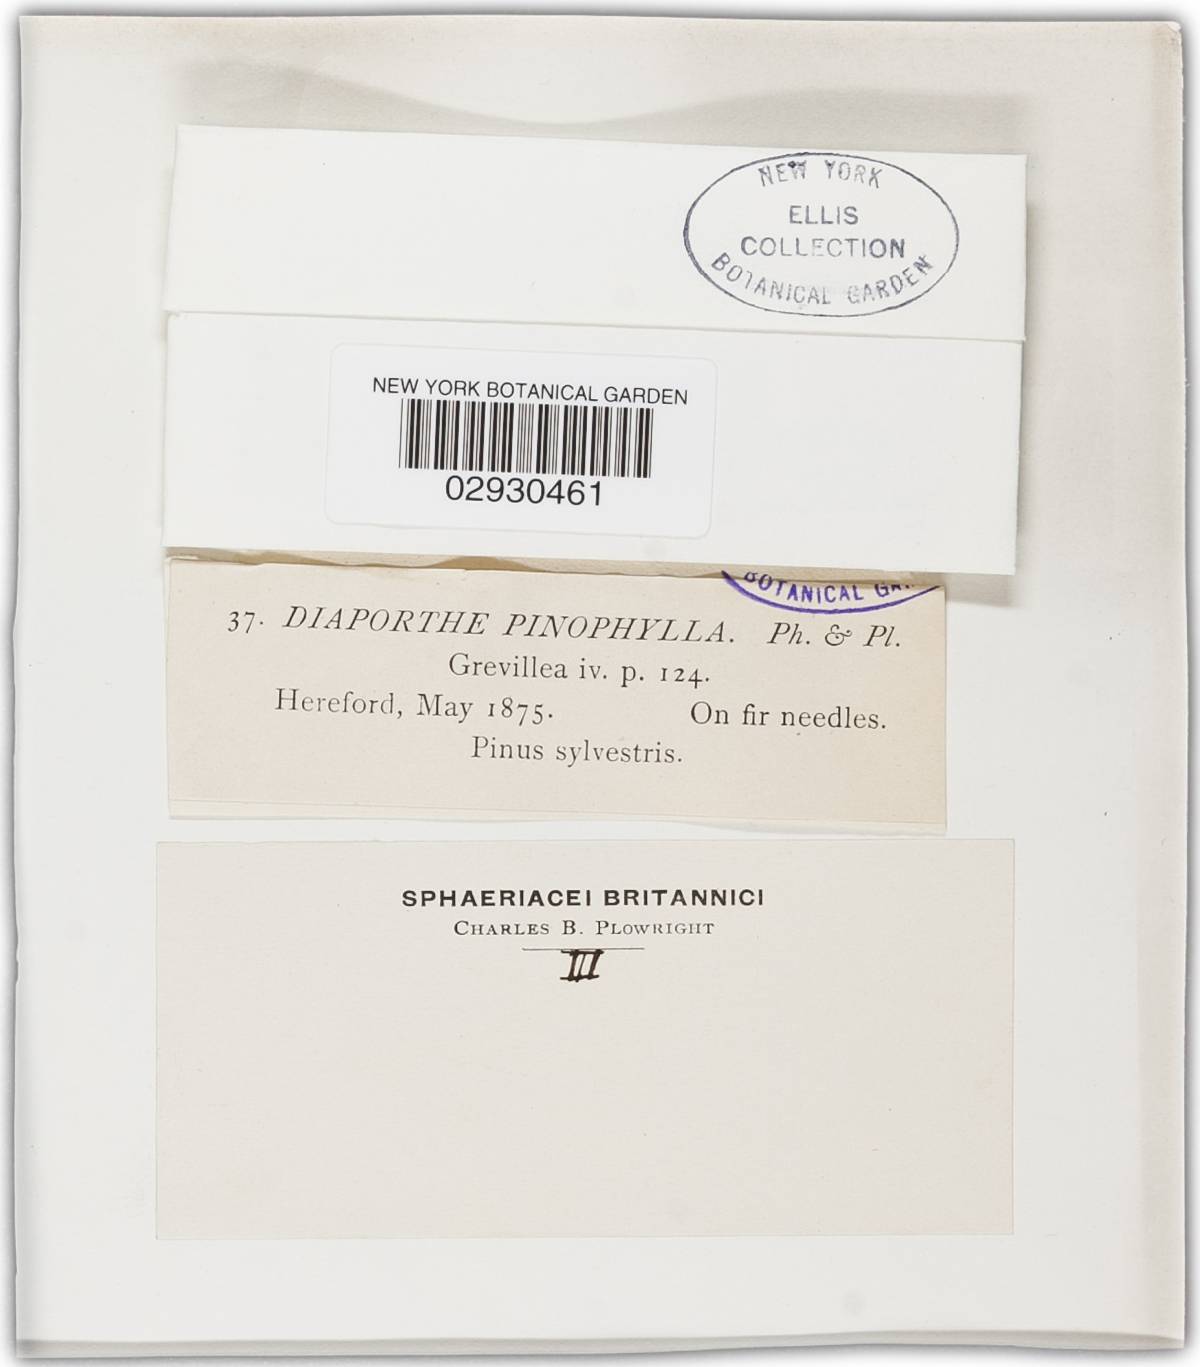 NEW YORK
ELLIS
COLLECTION
BOTANICAL GARDEN
NEW YORK BOTANICAL GARDEN
02930461
BOTANICAL
37. DIAPORTHE PINOPHYLLA. Ph. & Pl.
Grevillea iv. p. 124.
Hereford, May 1875. On fir needles.
Pinus sylvestris.
SPHAERIACEI BRITANNICI
CHARLES B. PLOWRIGHT
III